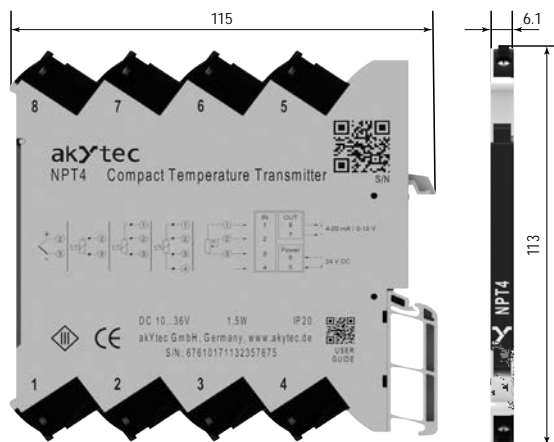 115
6.1
8 7 6 5
akYtec
NPT4 Compact Temperature Transmitter
S/N
IN OUT
1 8
2 7
4-20 mA / 0-10 V
Power
3 6
4 5
24 V DC
DC 10...36V 1.5W IP20
akYtec GmbH, Germany, www.akytec.de
S/N: 67610171132357675
USER
GUIDE
CE
1 2 3 4
NPT4
113